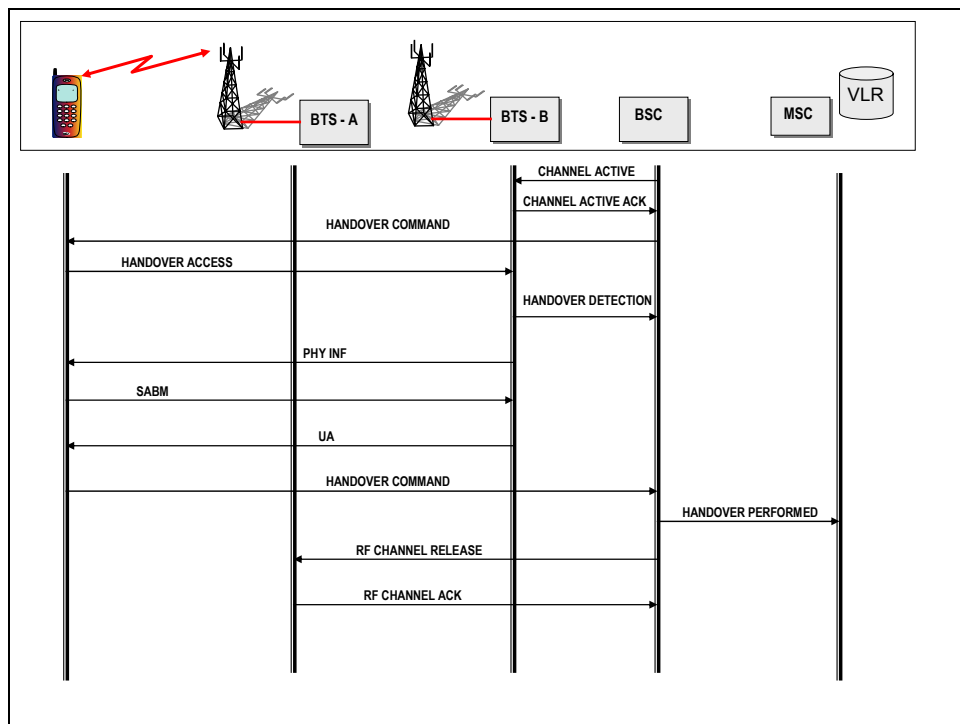 BTS - A
BTS - B
BSC
MSC
VLR
CHANNEL ACTIVE
CHANNEL ACTIVE ACK
HANDOVER COMMAND
HANDOVER ACCESS
HANDOVER DETECTION
PHY INF
SABM
UA
HANDOVER COMMAND
HANDOVER PERFORMED
RF CHANNEL RELEASE
RF CHANNEL ACK